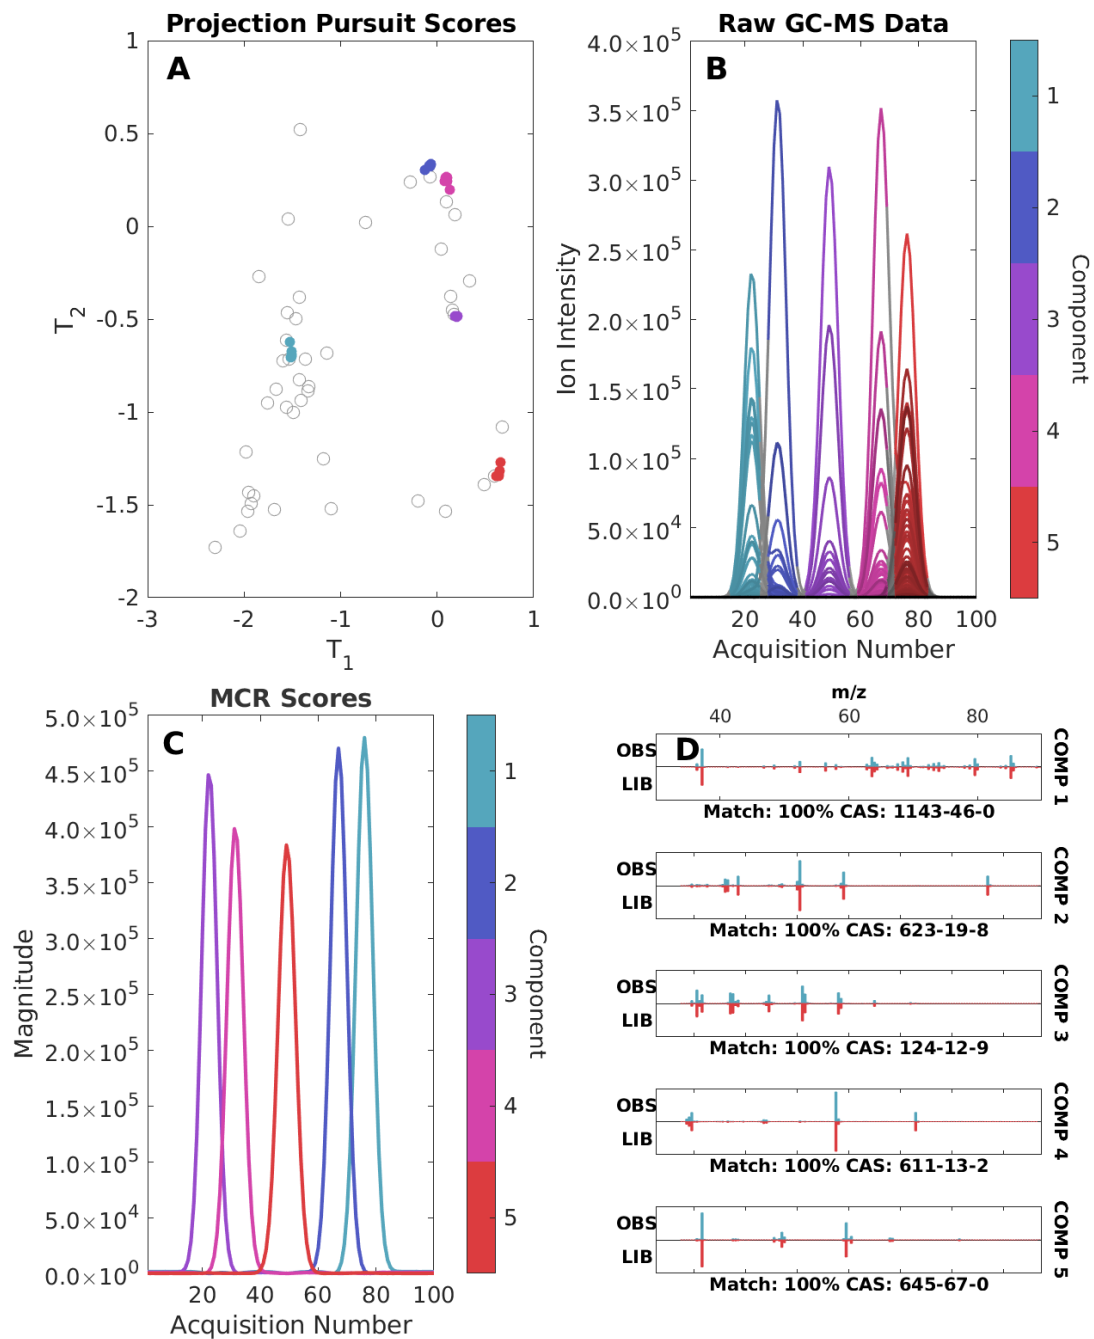 Projection Pursuit Scores
A
1
0.5
0
-0.5
-1
-1.5
-2
-3
-2
-1
0
1
T2
T1
Raw GC-MS Data
B
4.0×10^5
3.5×10^5
3.0×10^5
2.5×10^5
2.0×10^5
1.5×10^5
1.0×10^5
5.0×10^4
0.0×10^0
20
40
60
80
100
Ion Intensity
Acquisition Number
1
2
3
4
5
Component
MCR Scores
C
5.0×10^5
4.5×10^5
4.0×10^5
3.5×10^5
3.0×10^5
2.5×10^5
2.0×10^5
1.5×10^5
1.0×10^5
5.0×10^4
0.0×10^0
20
40
60
80
100
Magnitude
Acquisition Number
1
2
3
4
5
Component
m/z
40
60
80
D
OBS
LIB
COMP 1
Match: 100% CAS: 1143-46-0
OBS
LIB
COMP 2
Match: 100% CAS: 623-19-8
OBS
LIB
COMP 3
Match: 100% CAS: 124-12-9
OBS
LIB
COMP 4
Match: 100% CAS: 611-13-2
OBS
LIB
COMP 5
Match: 100% CAS: 645-67-0